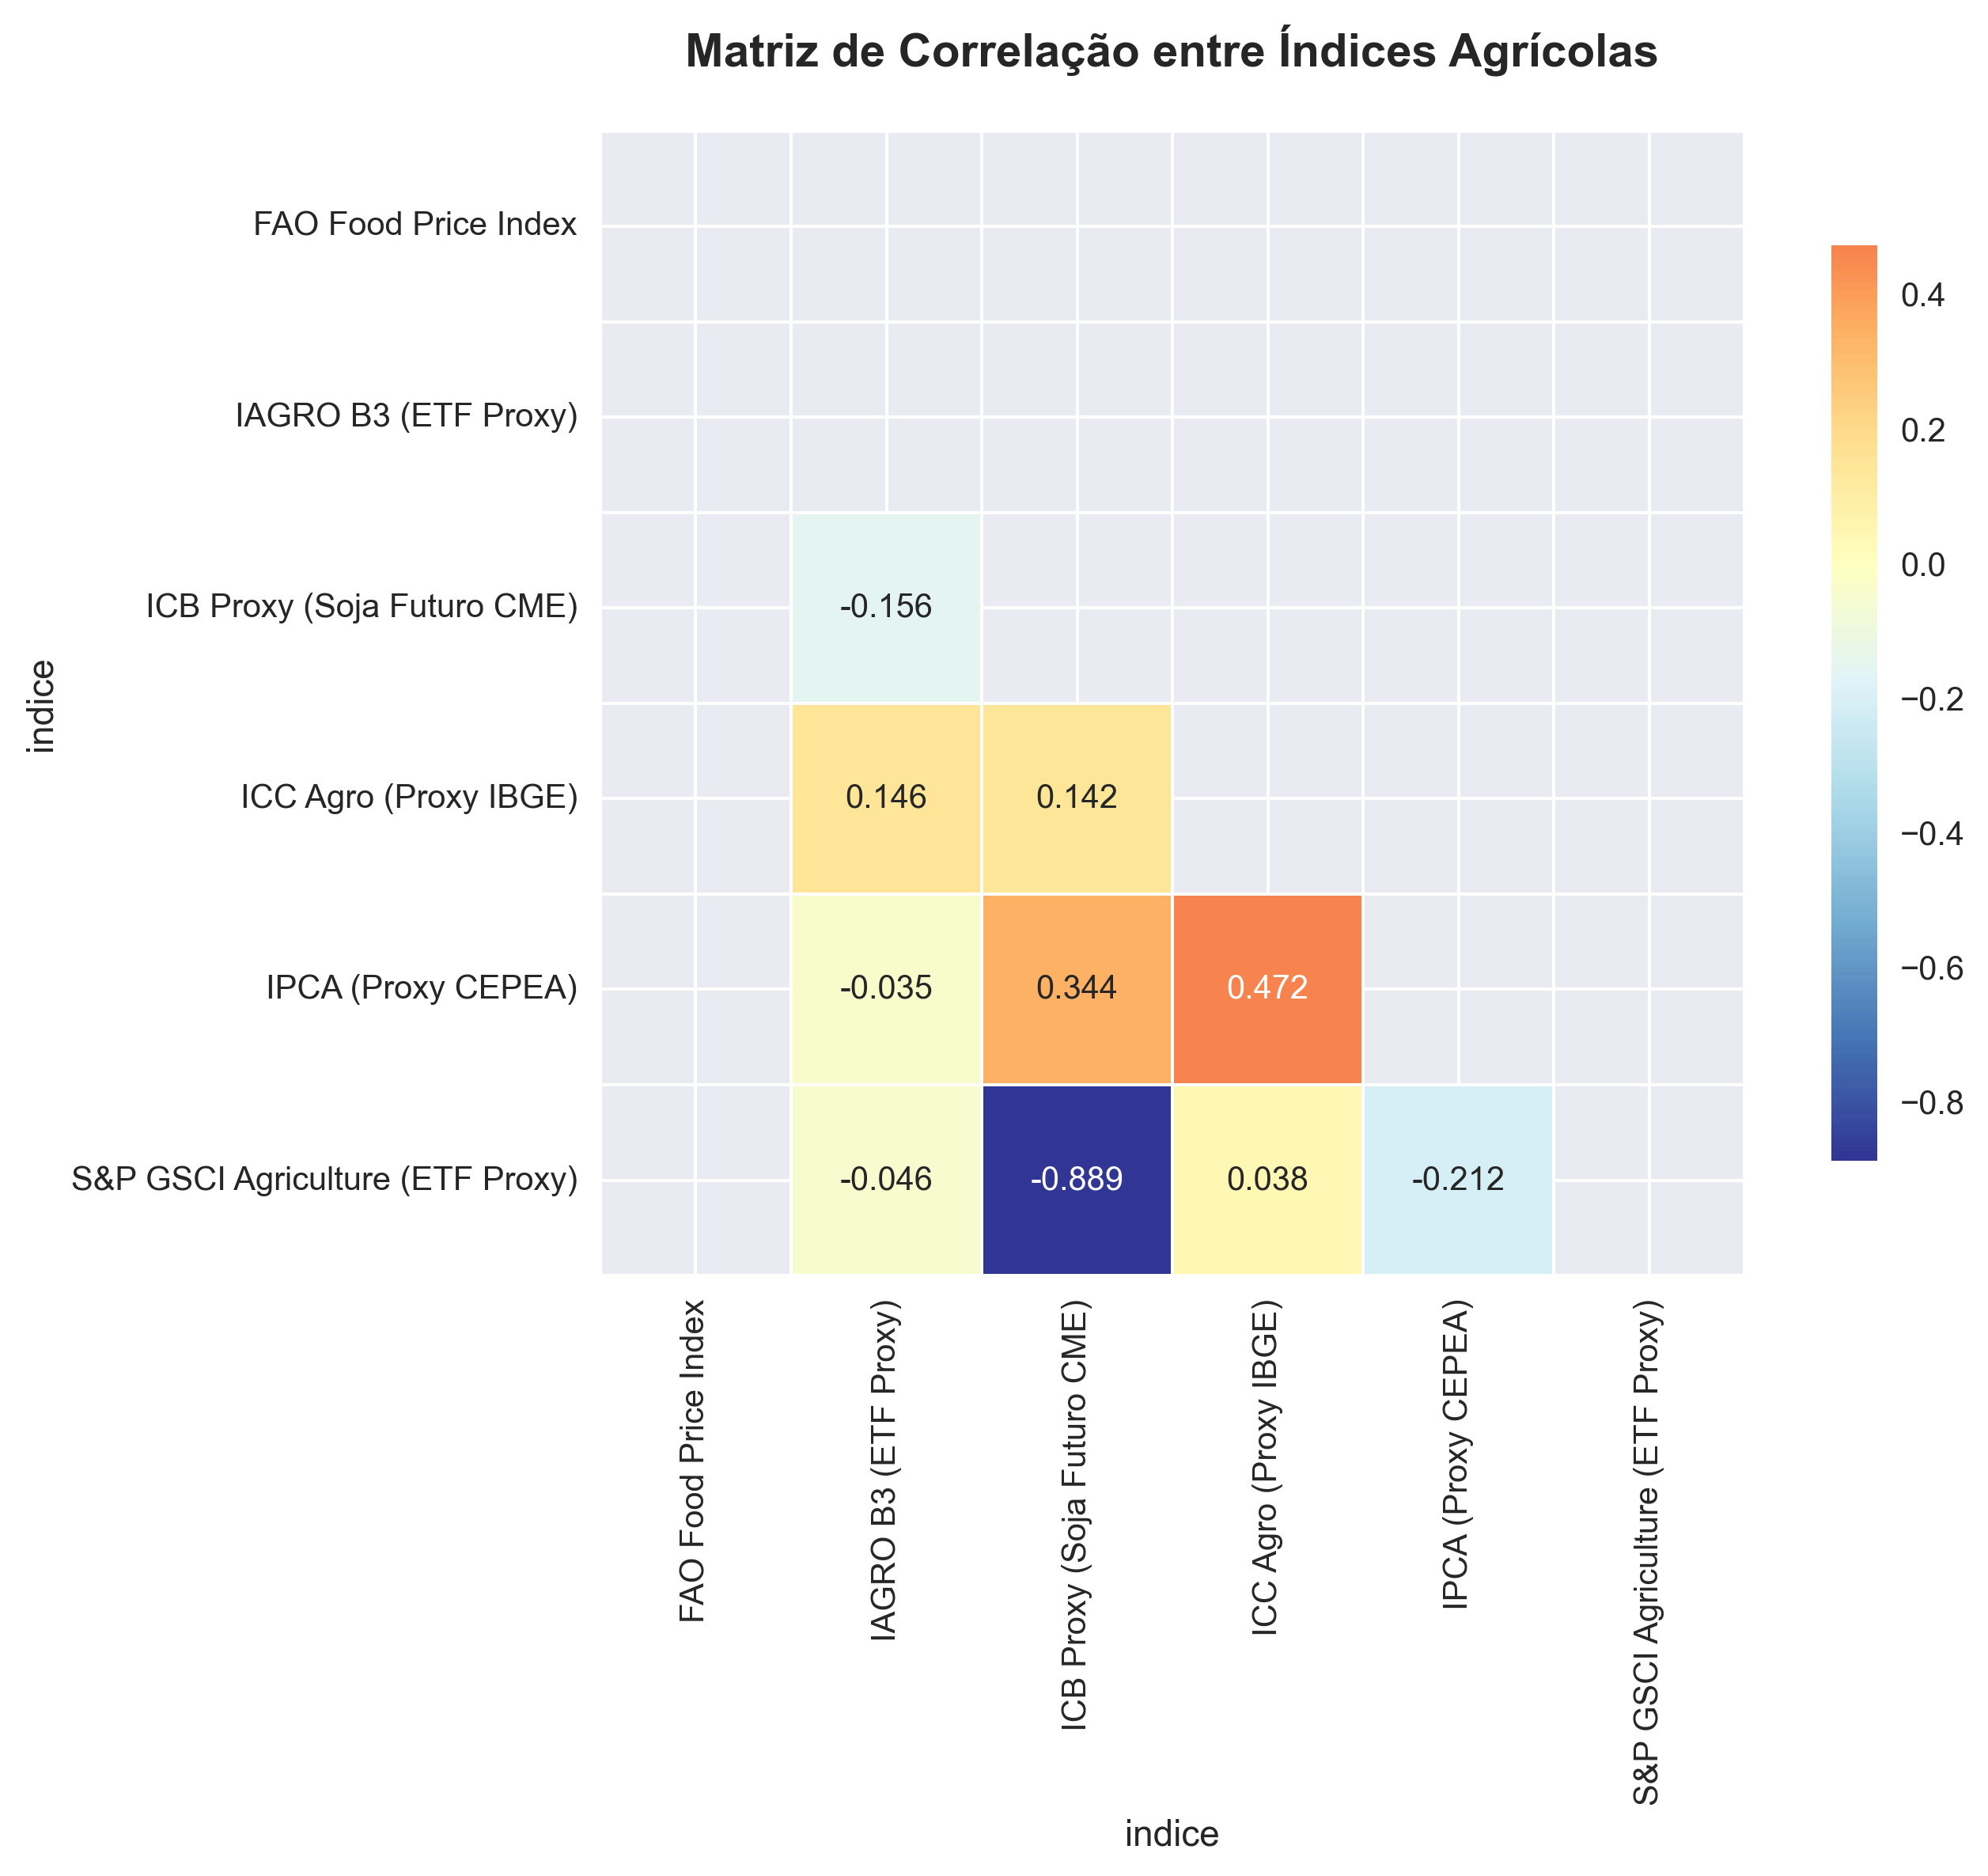 Matriz de Correlação entre Índices Agrícolas
indice
FAO Food Price Index
IAGRO B3 (ETF Proxy)
ICB Proxy (Soja Futuro CME)
-0.156
ICC Agro (Proxy IBGE)
0.146 0.142
IPCA (Proxy CEPEA)
-0.035 0.344 0.472
S&P GSCI Agriculture (ETF Proxy)
-0.046 -0.889 0.038 -0.212
FAO Food Price Index
IAGRO B3 (ETF Proxy)
ICB Proxy (Soja Futuro CME)
ICC Agro (Proxy IBGE)
IPCA (Proxy CEPEA)
S&P GSCI Agriculture (ETF Proxy)
indice
0.4
0.2
0.0
−0.2
−0.4
−0.6
−0.8